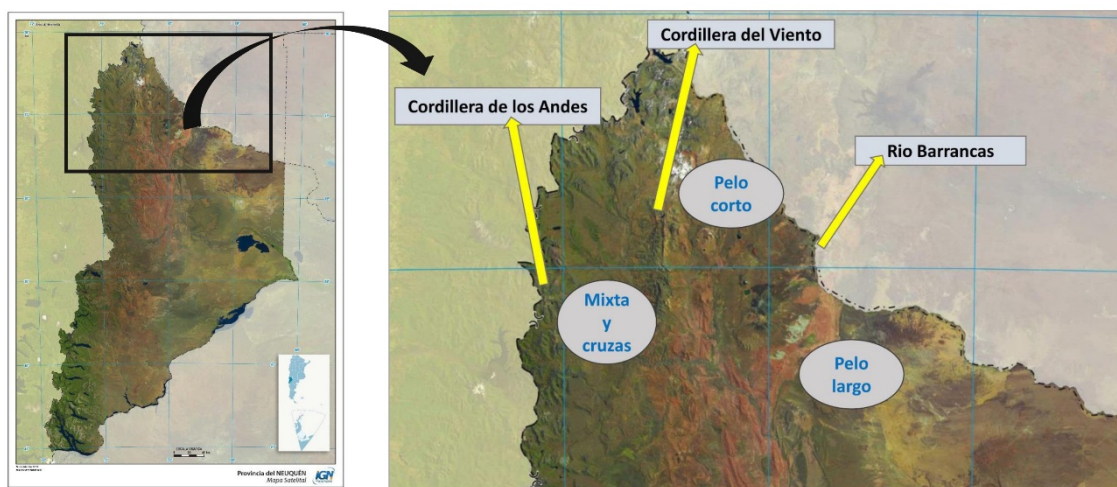 Provincia del NEUQUÉN
Mapa Satelital
IGN
Cordillera del Viento
Cordillera de los Andes
Rio Barrancas
Pelo
corto
Mixta
y
cruzas
Pelo
largo